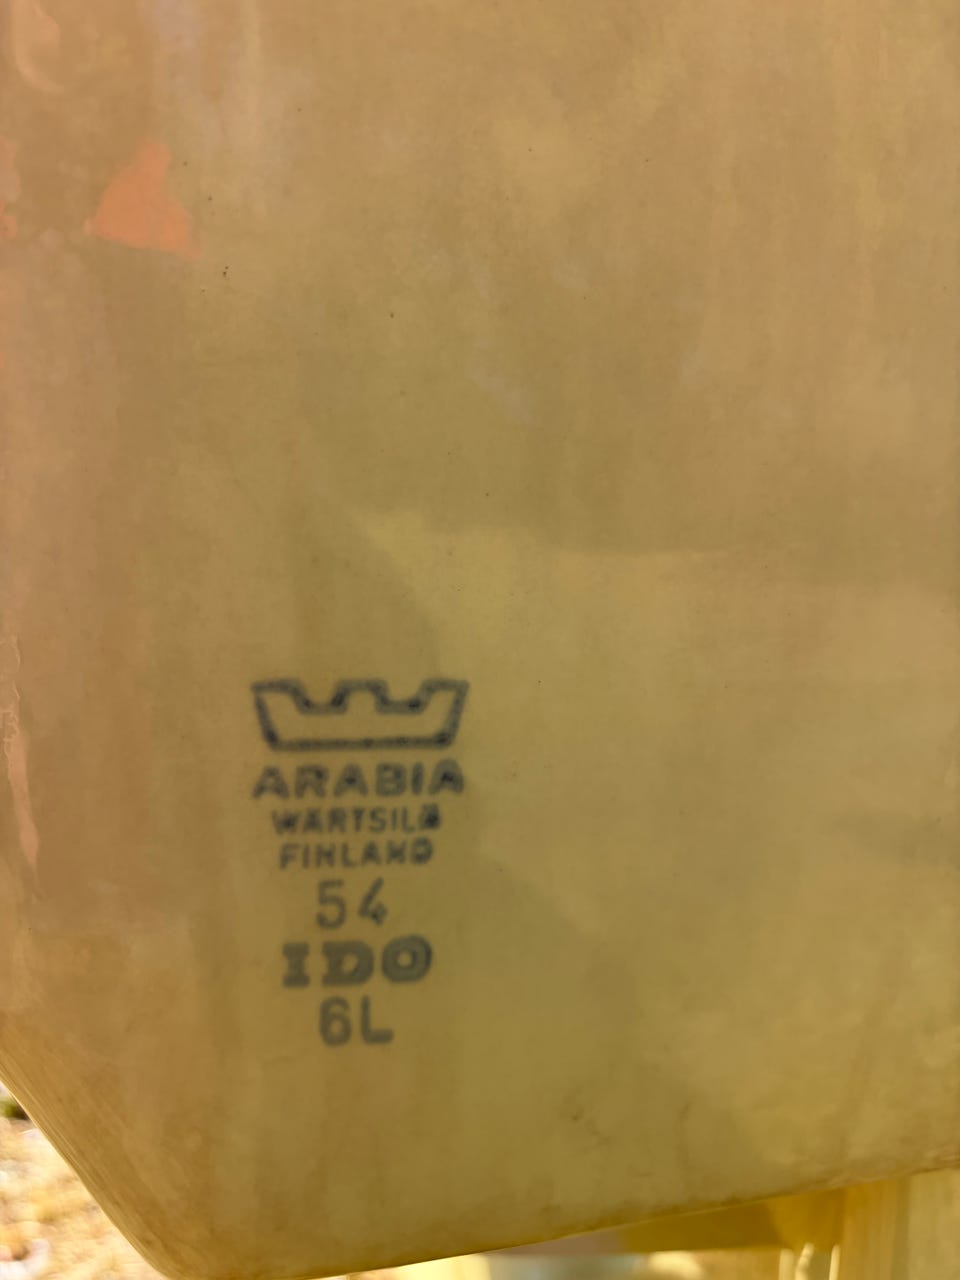 ARABIA
WÄRTSILÄ
FINLAND
54
IDO
6L